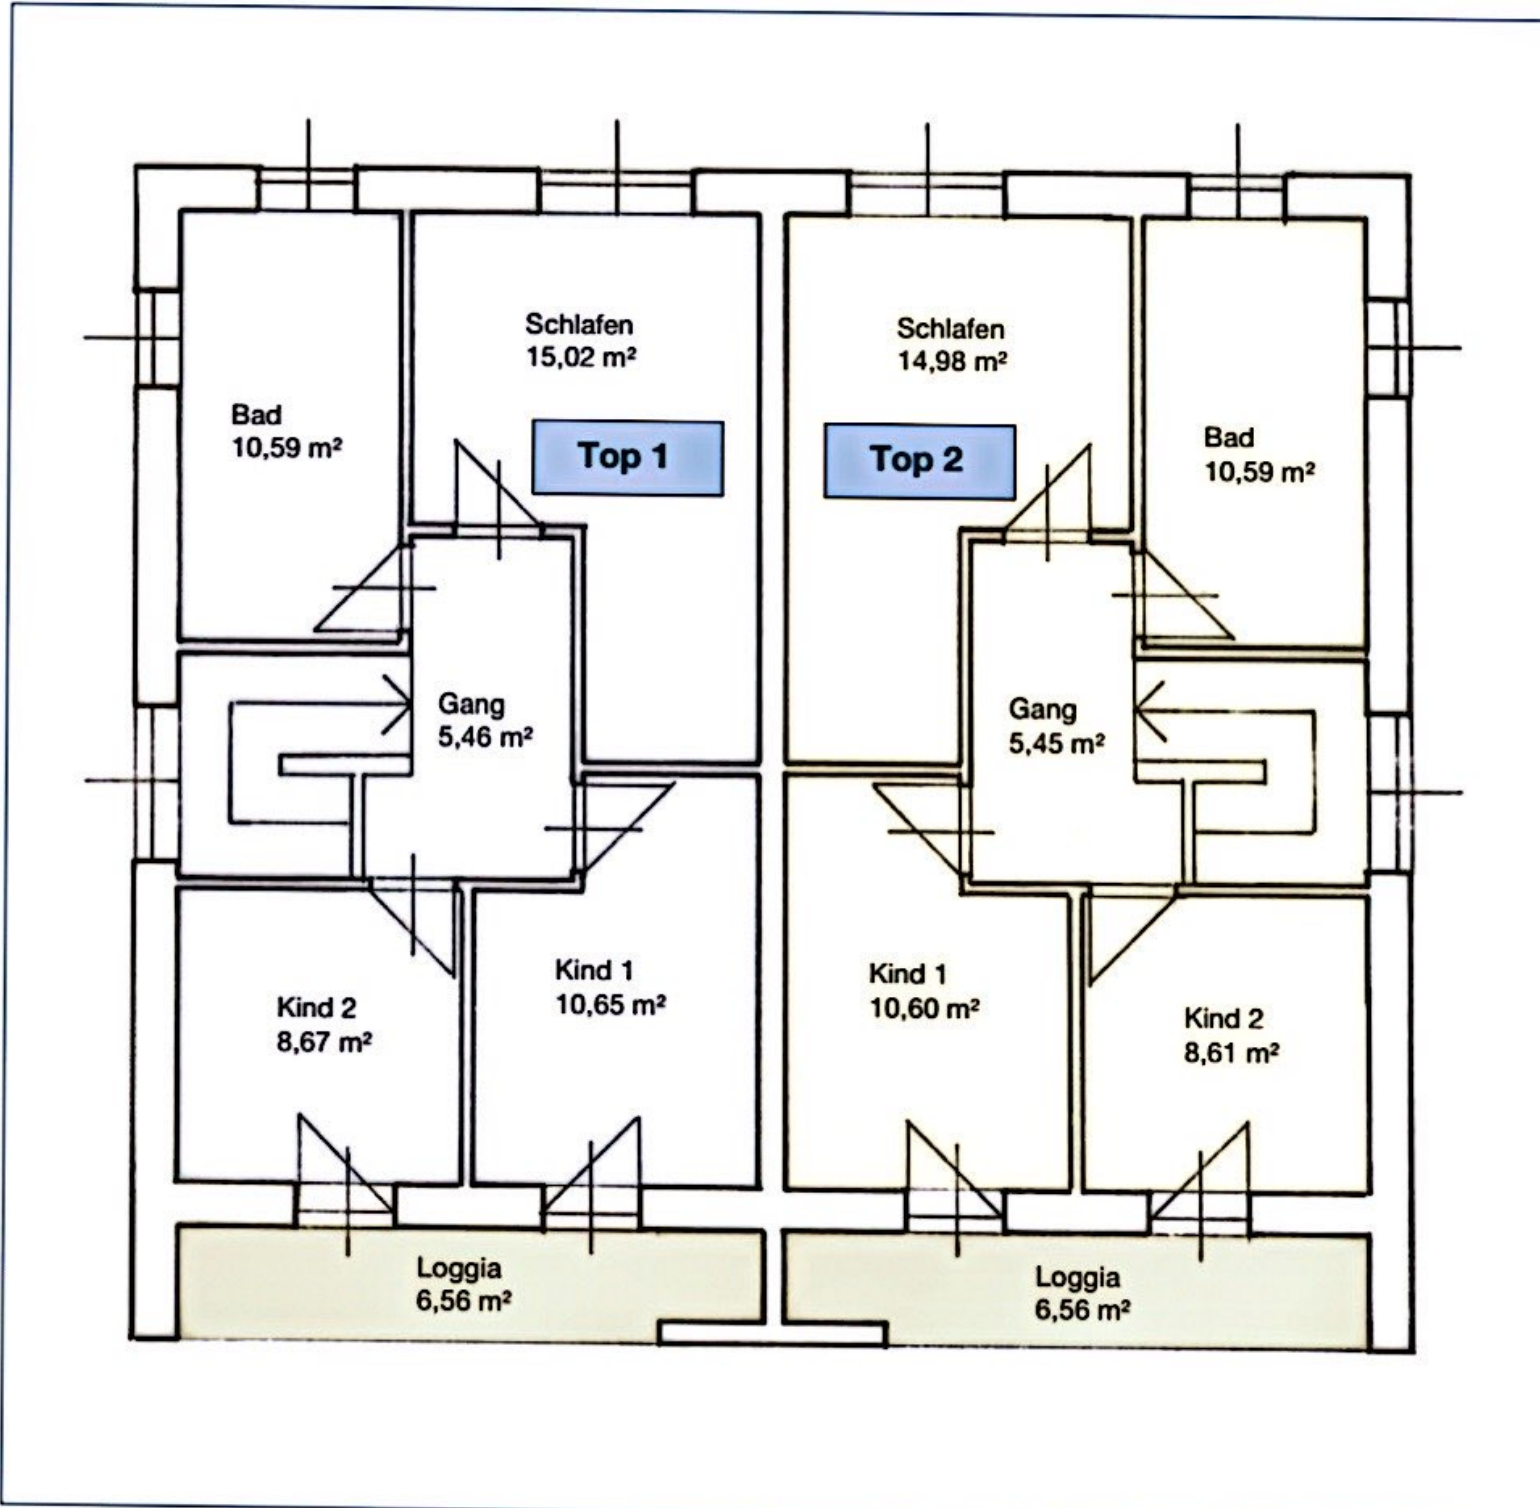 Schlafen
15,02 m²
Schlafen
14,98 m²
Bad
10,59 m²
Top 1
Top 2
Bad
10,59 m²
Gang
5,46 m²
Gang
5,45 m²
Kind 2
8,67 m²
Kind 1
10,65 m²
Kind 1
10,60 m²
Kind 2
8,61 m²
Loggia
6,56 m²
Loggia
6,56 m²